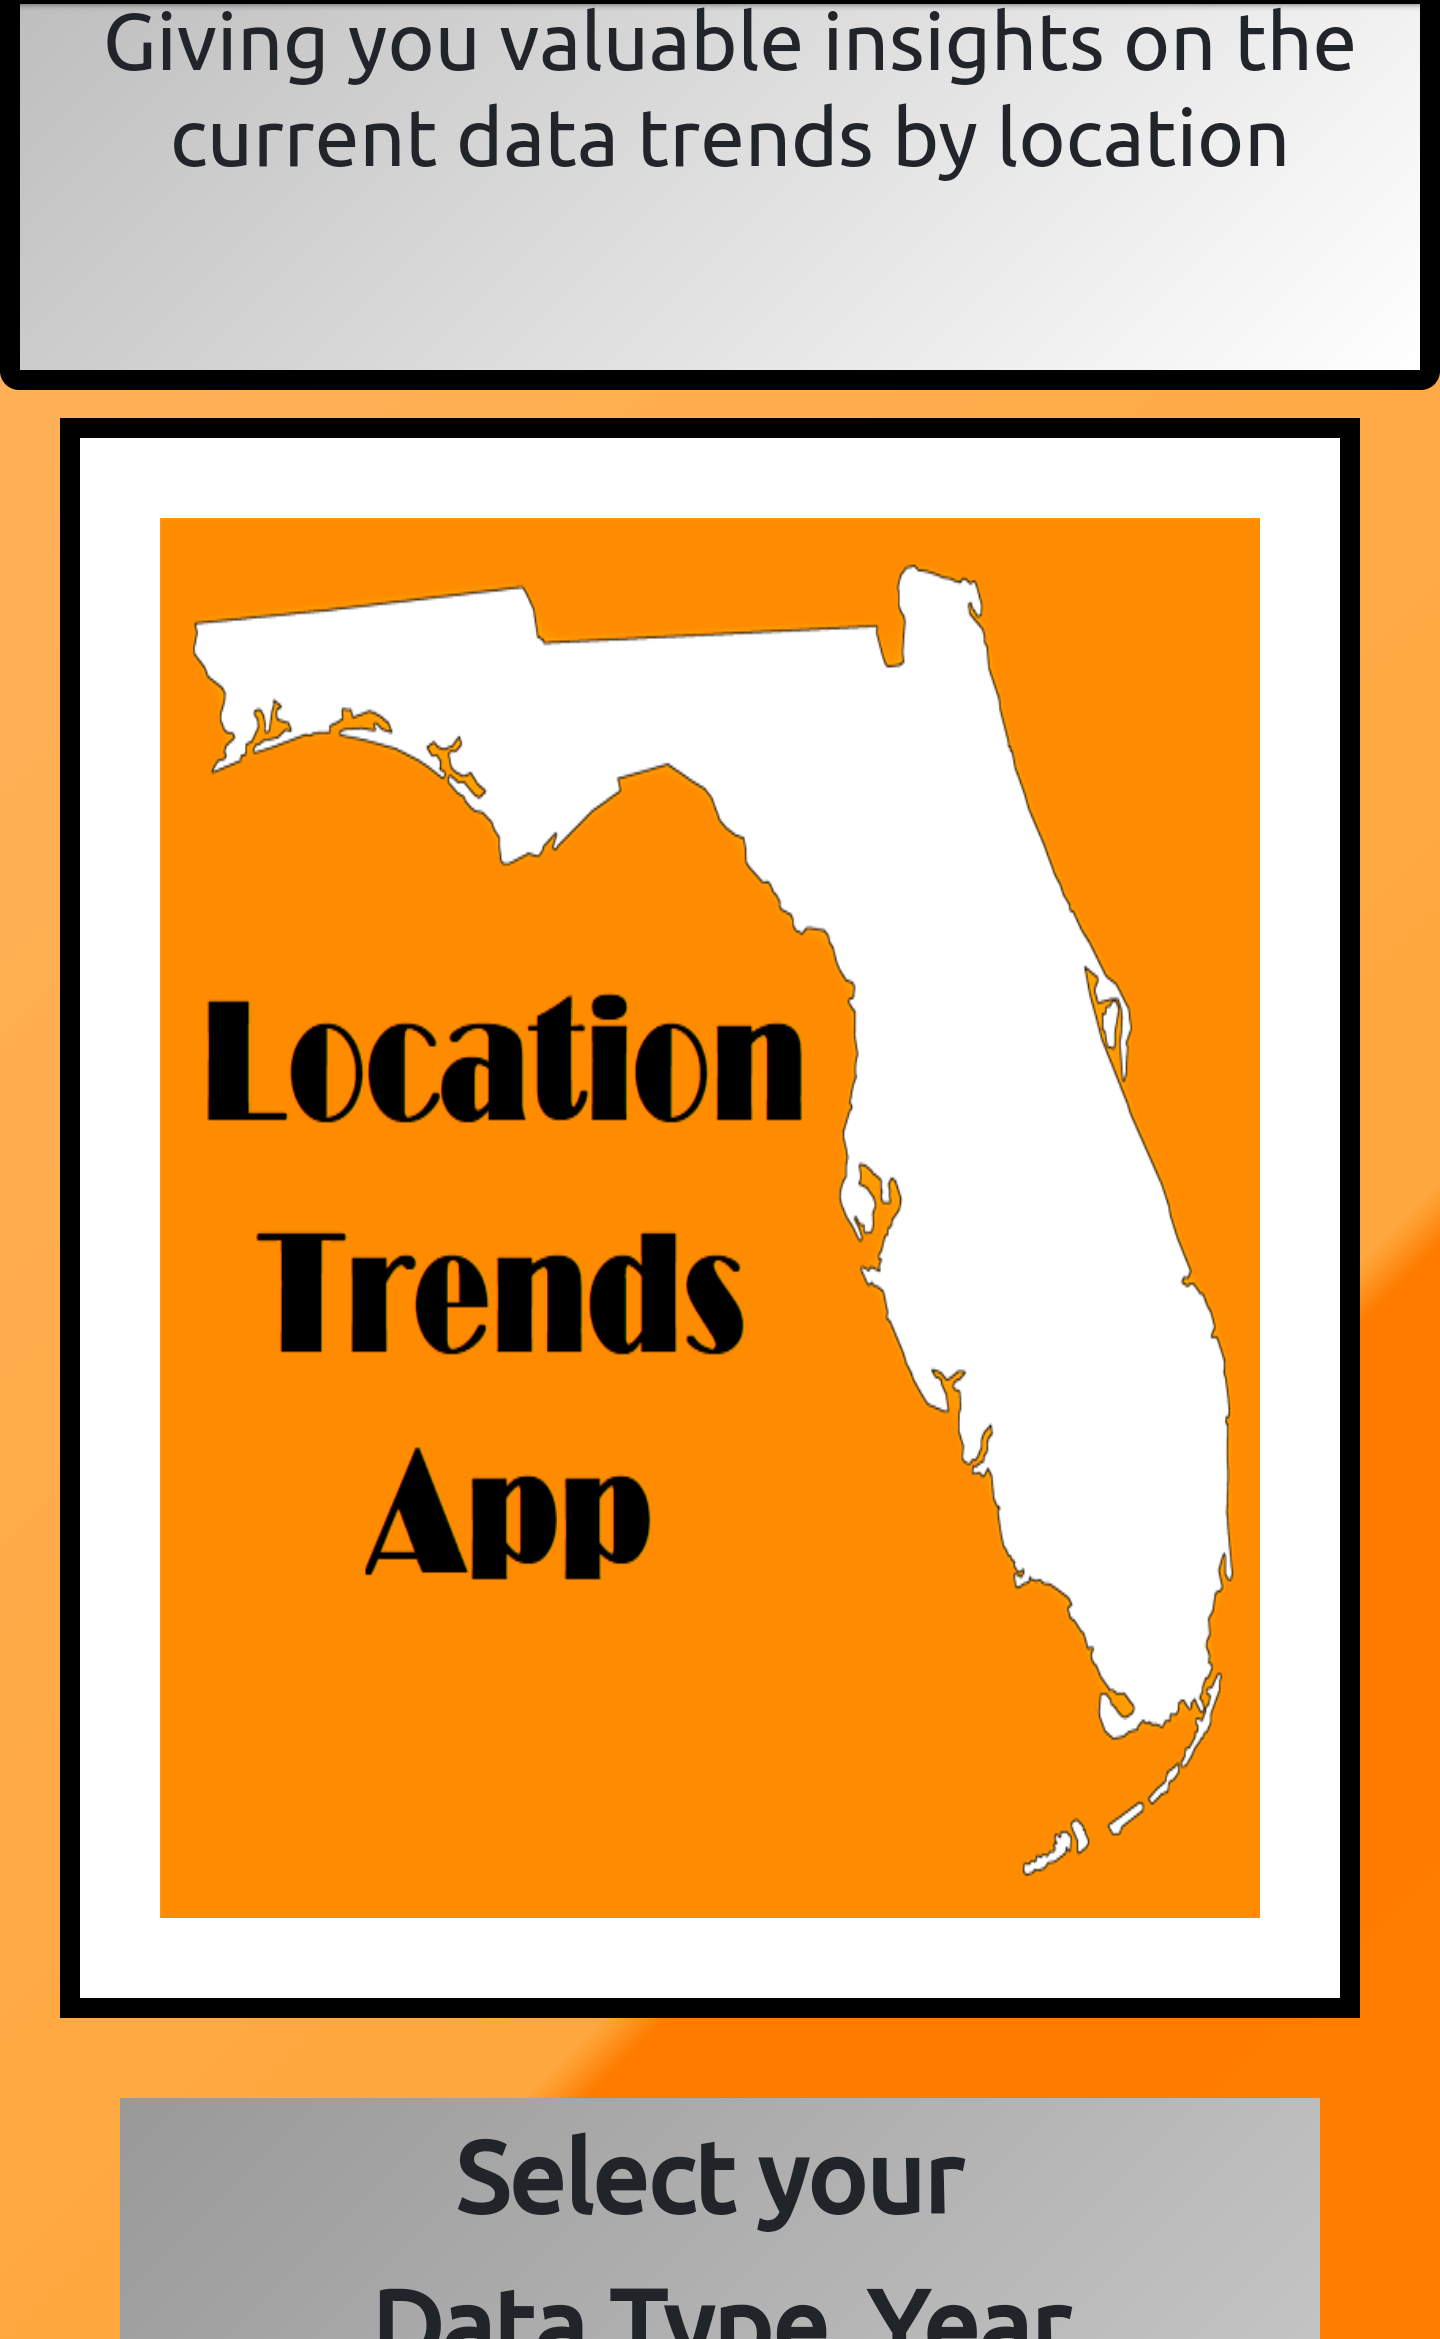 Giving you valuable insights on the
current data trends by location
Location
Trends
App
Select your
Data Type, Year